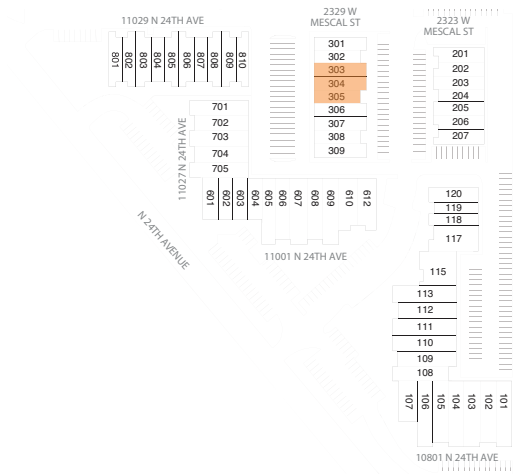 11029 N 24TH AVE
801 802 803 804 805 806 807 808 809 810
2329 W
MESCAL ST
301
302
303
304
305
306
307
308
309
2323 W
MESCAL ST
201
202
203
204
205
206
207
11027 N 24TH AVE
701
702
703
704
705
601 602 603 604 605 606 607 608 609 610 612
11001 N 24TH AVE
N 24TH AVENUE
120
119
118
117
115
113
112
111
110
109
108
107 106 105 104 103 102 101
10801 N 24TH AVE